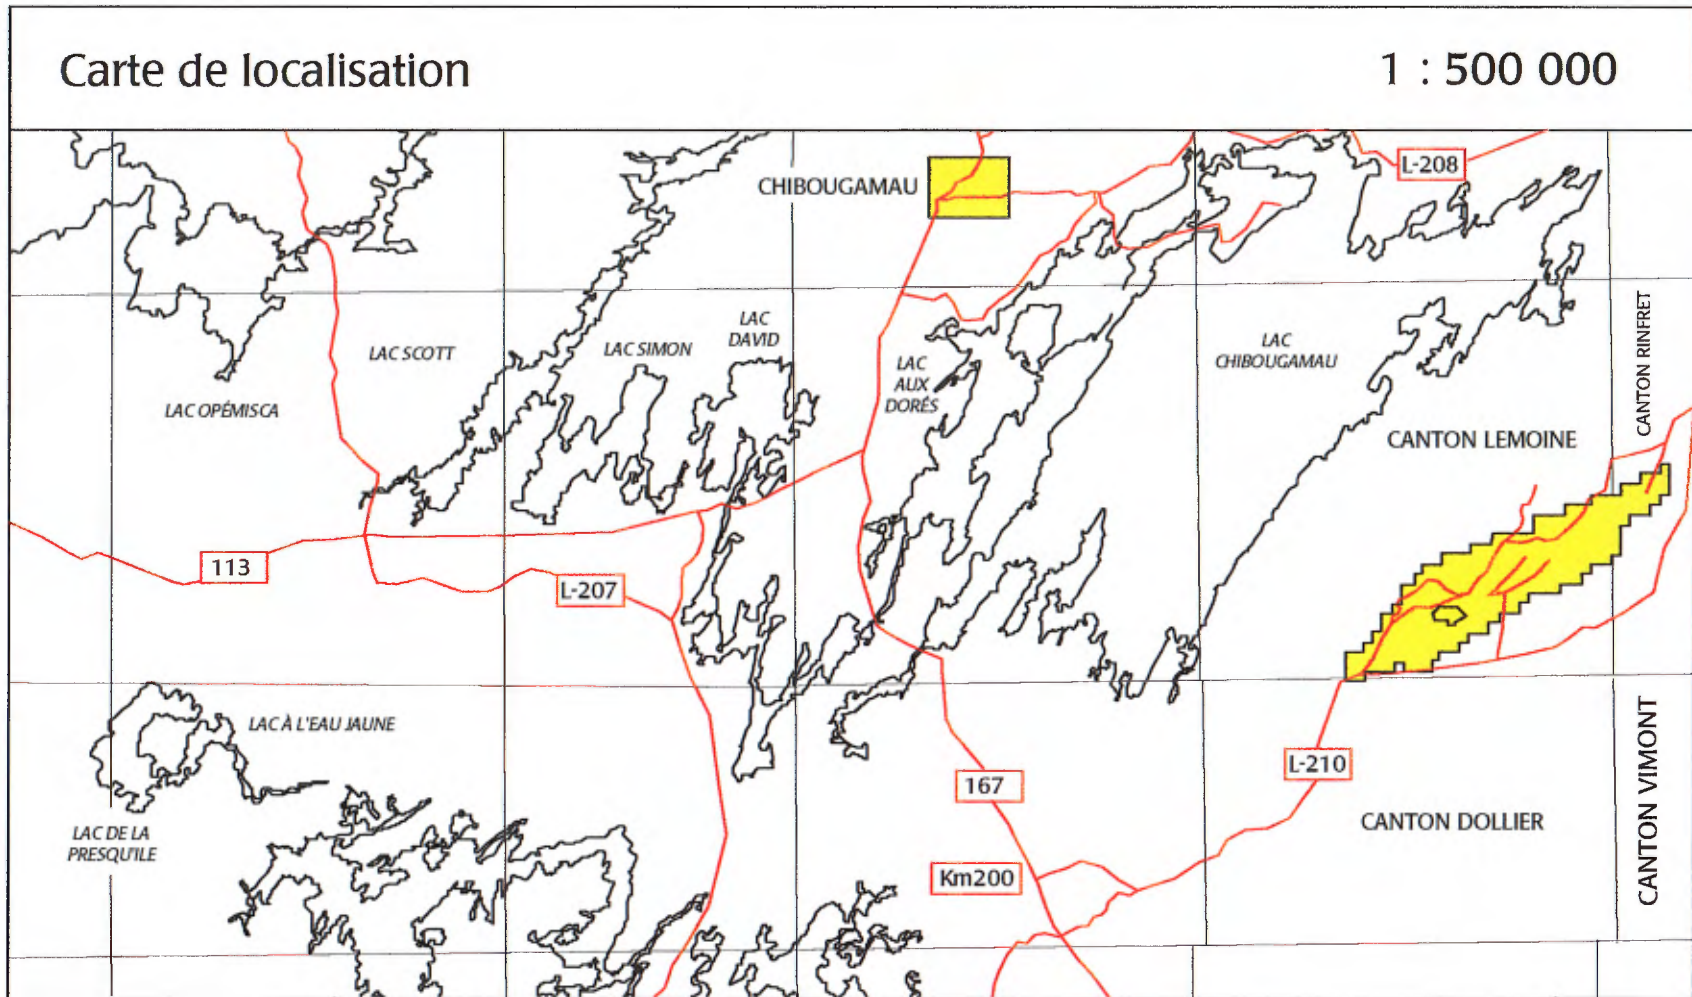 Carte de localisation
1 : 500 000
CHIBOUGAMAU
L-208
LAC SCOTT
LAC SIMON
LAC
DAVID
LAC
AUX
DORÉS
LAC
CHIBOUGAMAU
CANTON RINFRET
LAC OPÉMISCA
CANTON LEMOINE
113
L-207
LAC À L'EAU JAUNE
LAC DE LA
PRESQU'ILE
167
L-210
CANTON VIMONT
CANTON DOLLIER
Km200